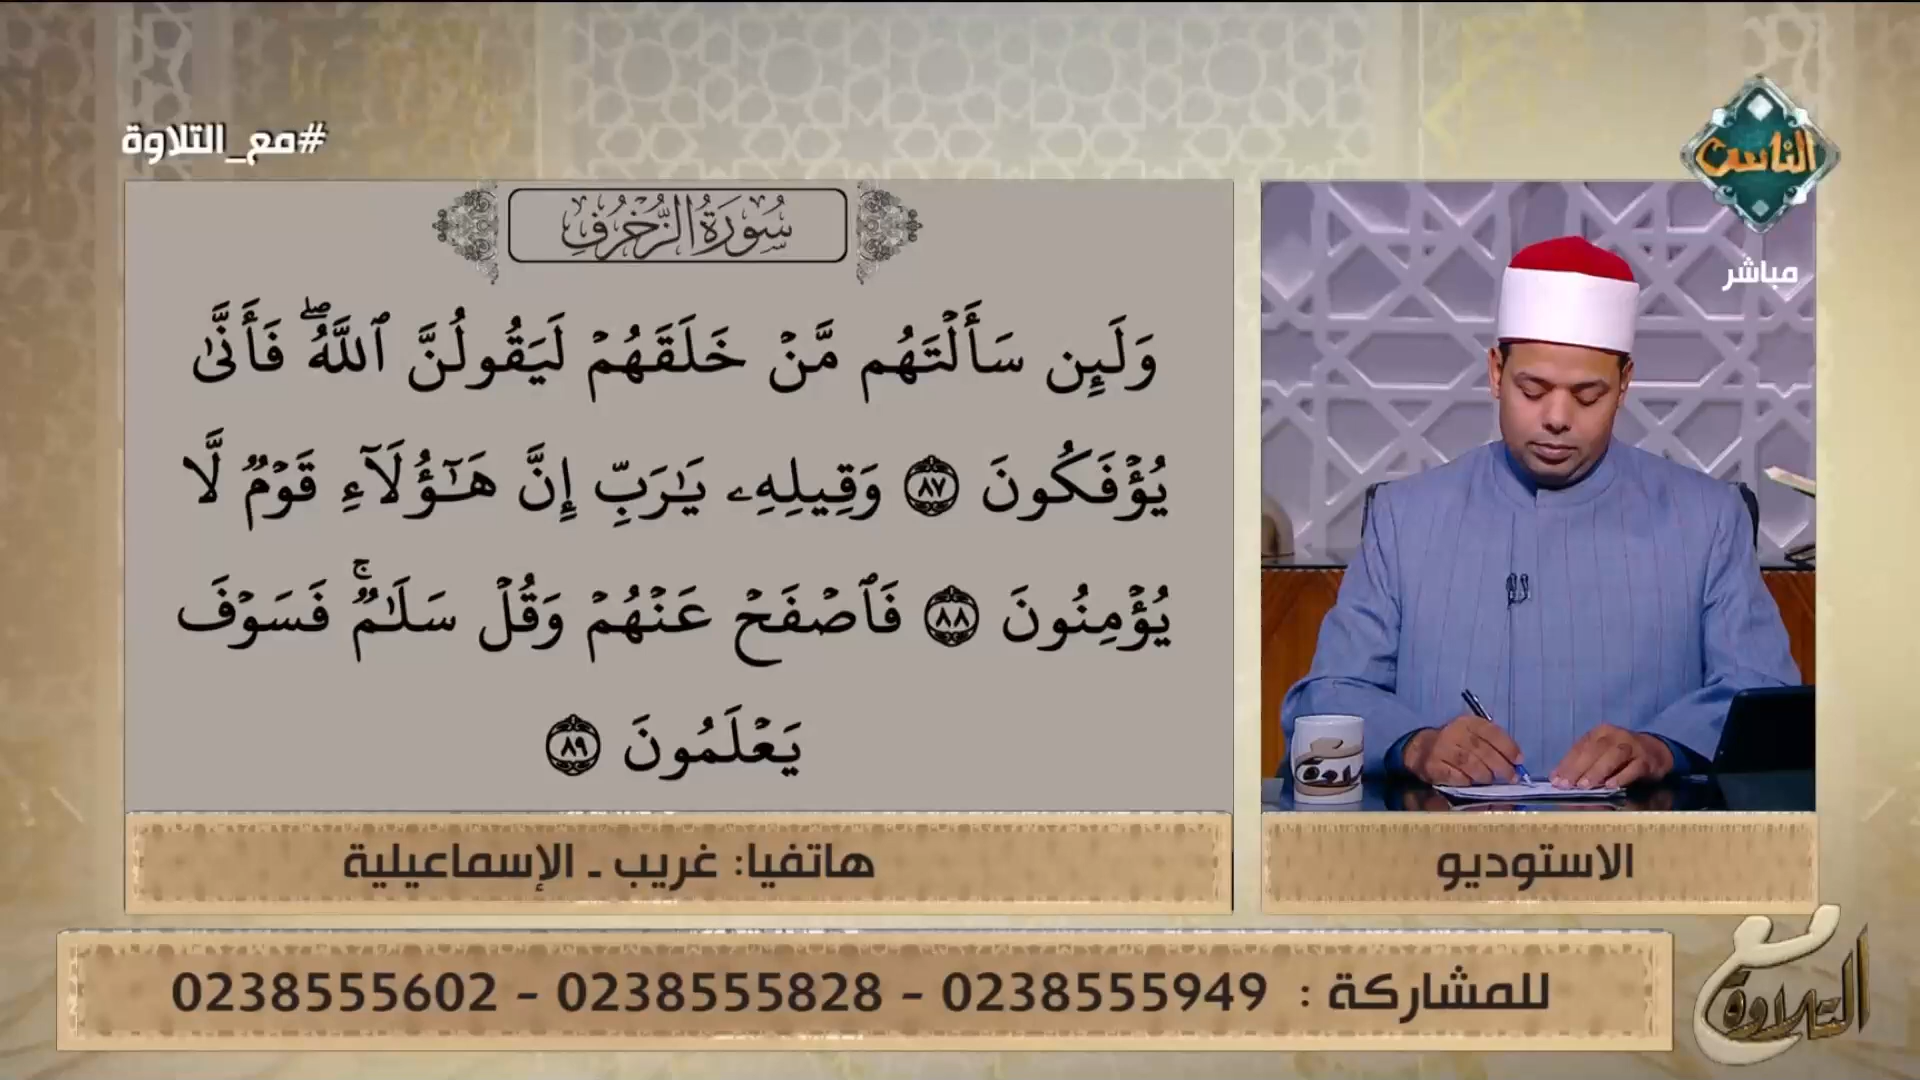 #مع_التلاوة
الناس
مباشر
سُورَةُ الزُّخْرُفِ
وَلَئِن سَأَلْتَهُم مَّنْ خَلَقَهُمْ لَيَقُولُنَّ ٱللَّهُ ۖ فَأَنَّىٰ
يُؤْفَكُونَ ٨٧ وَقِيلِهِۦ يَـٰرَبِّ إِنَّ هَـٰٓؤُلَآءِ قَوْمٌ لَّا
يُؤْمِنُونَ ٨٨ فَٱصْفَحْ عَنْهُمْ وَقُلْ سَلَـٰمٌ ۚ فَسَوْفَ
يَعْلَمُونَ ٨٩
الاستوديو
هاتفيا: غريب ـ الإسماعيلية
للمشاركة : 0238555949 - 0238555828 - 0238555602
مع التلاوة